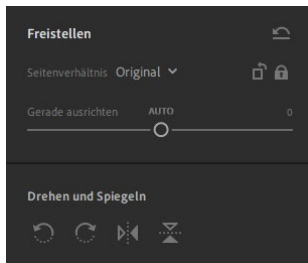 Freistellen
Seitenverhältnis Original
Gerade ausrichten AUTO 0
Drehen und Spiegeln